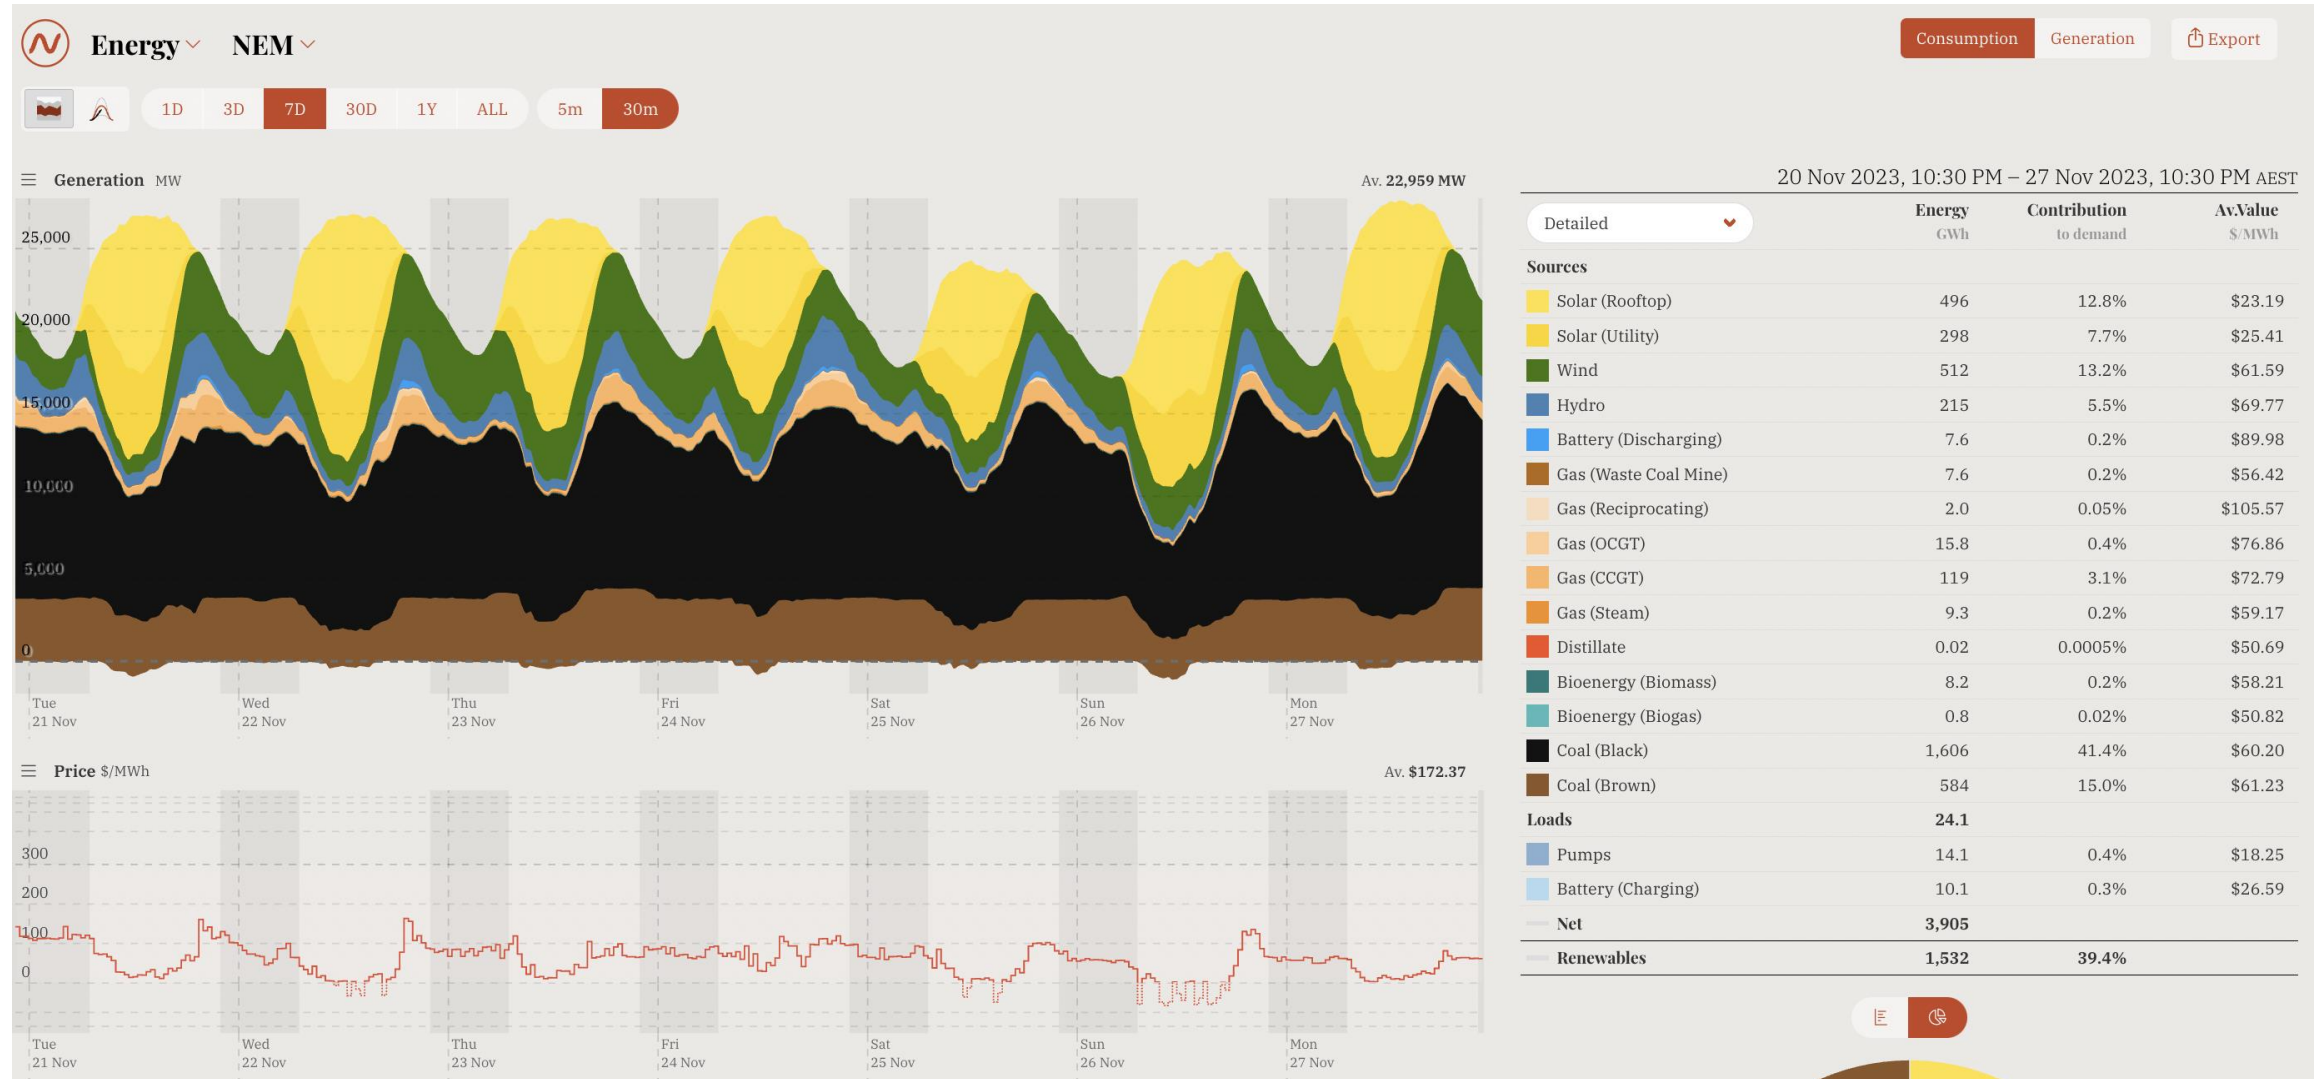 Energy NEM
Consumption Generation Export
1D 3D 7D 30D 1Y ALL 5m 30m
Generation MW
Av. 22,959 MW
25,000
20,000
15,000
10,000
5,000
0
Tue Wed Thu Fri Sat Sun Mon
21 Nov 22 Nov 23 Nov 24 Nov 25 Nov 26 Nov 27 Nov
Price $/MWh
Av. $172.37
300
200
100
0
Tue Wed Thu Fri Sat Sun Mon
21 Nov 22 Nov 23 Nov 24 Nov 25 Nov 26 Nov 27 Nov
20 Nov 2023, 10:30 PM – 27 Nov 2023, 10:30 PM AEST
Detailed
Energy Contribution Av.Value
GWh to demand $/MWh
Sources
Solar (Rooftop) 496 12.8% $23.19
Solar (Utility) 298 7.7% $25.41
Wind 512 13.2% $61.59
Hydro 215 5.5% $69.77
Battery (Discharging) 7.6 0.2% $89.98
Gas (Waste Coal Mine) 7.6 0.2% $56.42
Gas (Reciprocating) 2.0 0.05% $105.57
Gas (OCGT) 15.8 0.4% $76.86
Gas (CCGT) 119 3.1% $72.79
Gas (Steam) 9.3 0.2% $59.17
Distillate 0.02 0.0005% $50.69
Bioenergy (Biomass) 8.2 0.2% $58.21
Bioenergy (Biogas) 0.8 0.02% $50.82
Coal (Black) 1,606 41.4% $60.20
Coal (Brown) 584 15.0% $61.23
Loads 24.1
Pumps 14.1 0.4% $18.25
Battery (Charging) 10.1 0.3% $26.59
Net 3,905
Renewables 1,532 39.4%